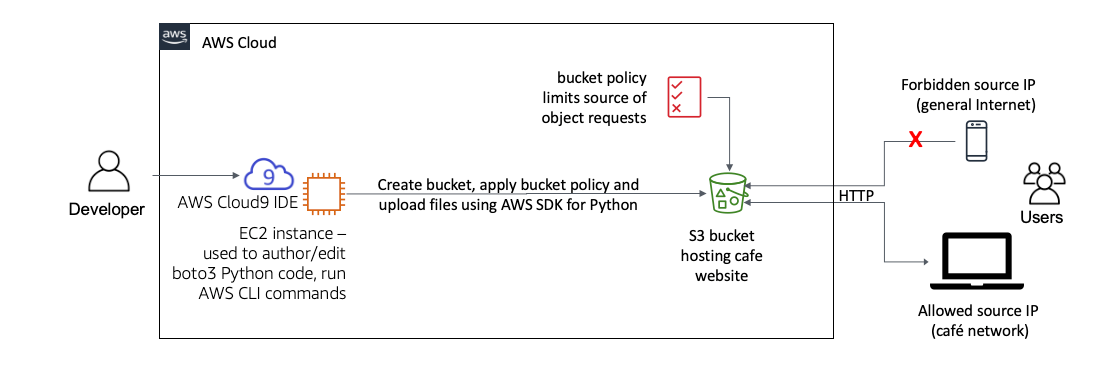 aws
AWS Cloud
bucket policy
limits source of
object requests
Forbidden source IP
(general Internet)
X
Developer
9
AWS Cloud9 IDE
EC2 instance –
used to author/edit
boto3 Python code, run
AWS CLI commands
Create bucket, apply bucket policy and
upload files using AWS SDK for Python
S3 bucket
hosting cafe
website
HTTP
Users
Allowed source IP
(café network)